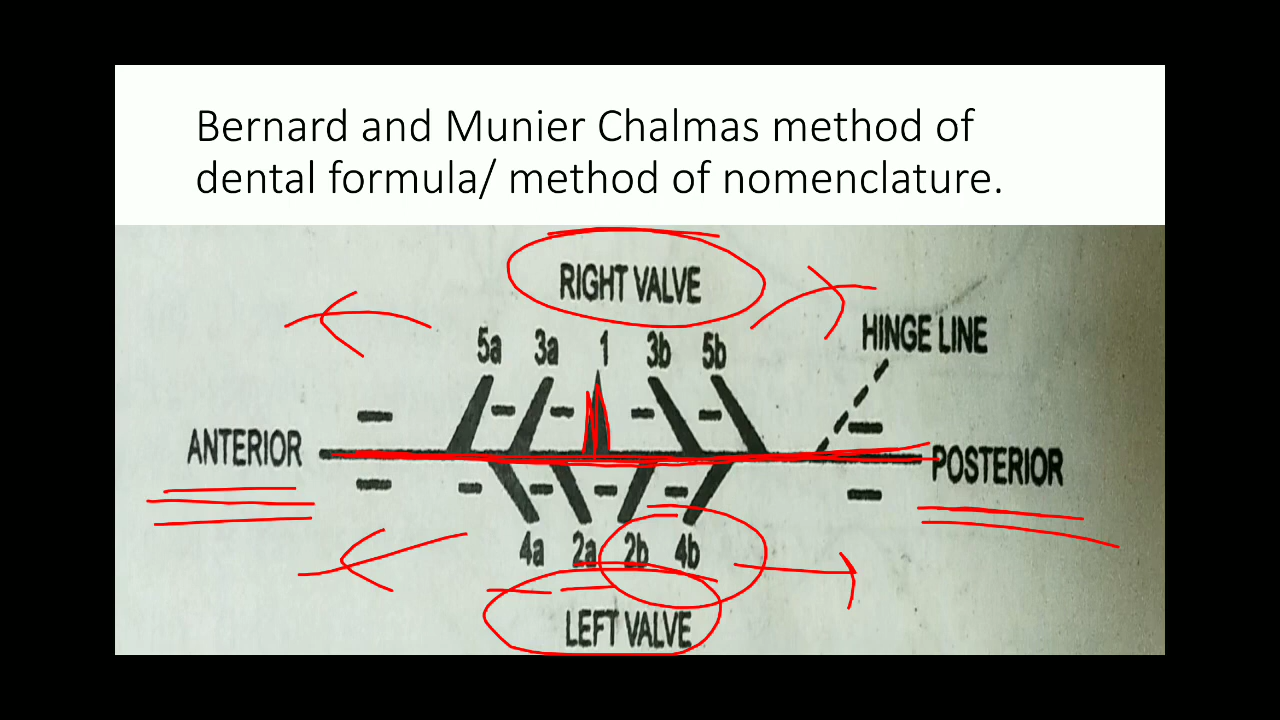 Bernard and Munier Chalmas method of
dental formula/ method of nomenclature.
RIGHT VALVE
5a 3a 1 3b 5b
HINGE LINE
ANTERIOR
POSTERIOR
4a 2a 2b 4b
LEFT VALVE